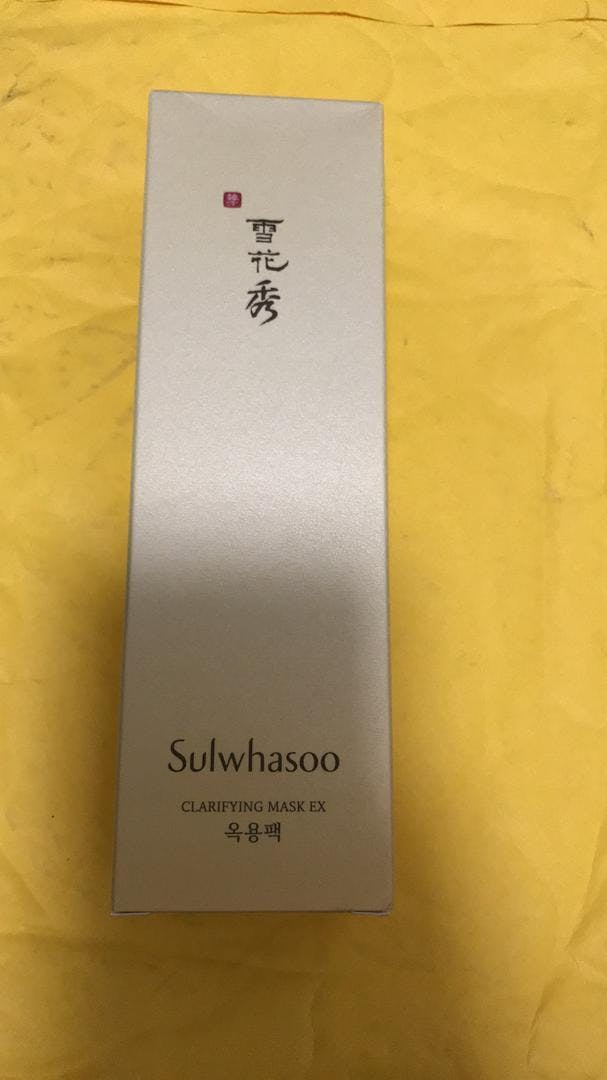 雪
花
秀
Sulwhasoo
CLARIFYING MASK EX
옥용팩